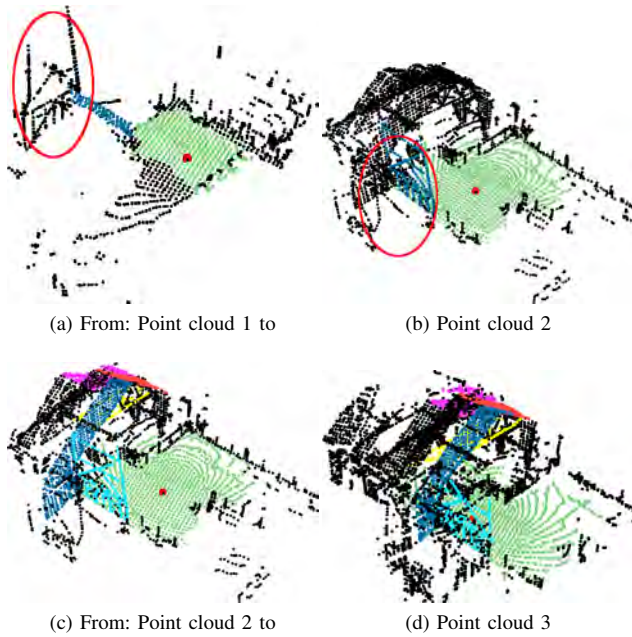 (a) From: Point cloud 1 to
(b) Point cloud 2
(c) From: Point cloud 2 to
(d) Point cloud 3